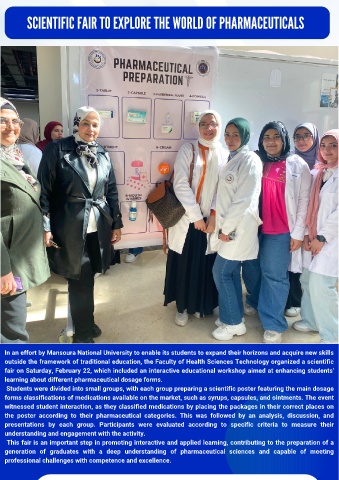 SCIENTIFIC FAIR TO EXPLORE THE WORLD OF PHARMACEUTICALS
PHARMACEUTICAL
PREPARATION
In an effort by Mansoura National University to enable its students to expand their horizons and acquire new skills
outside the framework of traditional education, the Faculty of Health Sciences Technology organized a scientific
fair on Saturday, February 22, which included an interactive educational workshop aimed at enhancing students'
learning about different pharmaceutical dosage forms.
Students were divided into small groups, with each group preparing a scientific poster featuring the main dosage
forms classifications of medications available on the market, such as syrups, capsules, and ointments. The event
witnessed student interaction, as they classified medications by placing the packages in their correct places on
the poster according to their pharmaceutical categories. This was followed by an analysis, discussion, and
presentations by each group. Participants were evaluated according to specific criteria to measure their
understanding and engagement with the activity.
This fair is an important step in promoting interactive and applied learning, contributing to the preparation of a
generation of graduates with a deep understanding of pharmaceutical sciences and capable of meeting
professional challenges with competence and excellence.